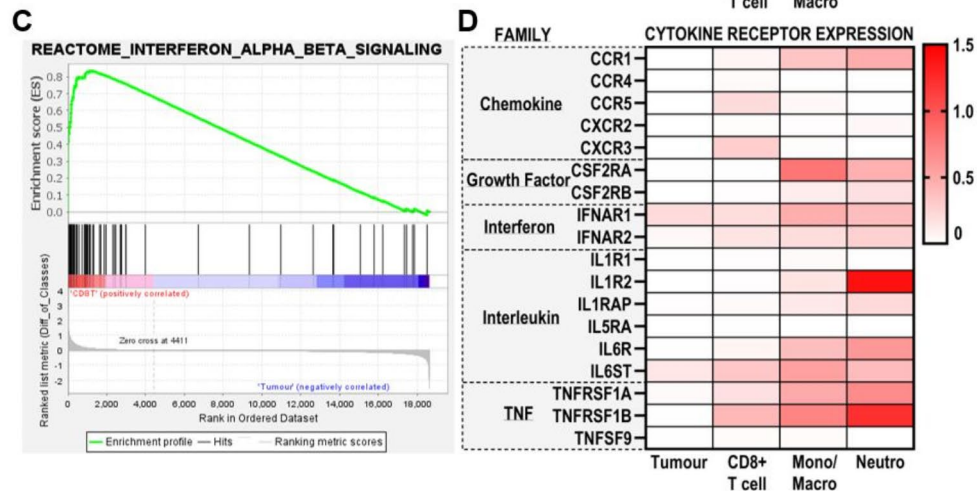 T cell Macro
C
REACTOME_INTERFERON_ALPHA_BETA_SIGNALING
Enrichment score (ES)
0.8
0.7
0.6
0.5
0.4
0.3
0.2
0.1
0.0
'CD8T' (positively correlated)
Ranked list metric (Diff_of_Classes)
4
3
2
1
0
-1
-2
Zero cross at 4411
'Tumour' (negatively correlated)
0 2,000 4,000 6,000 8,000 10,000 12,000 14,000 16,000 18,000
Rank in Ordered Dataset
Enrichment profile Hits Ranking metric scores
D
FAMILY CYTOKINE RECEPTOR EXPRESSION
Chemokine
CCR1
CCR4
CCR5
CXCR2
CXCR3
Growth Factor
CSF2RA
CSF2RB
Interferon
IFNAR1
IFNAR2
Interleukin
IL1R1
IL1R2
IL1RAP
IL5RA
IL6R
IL6ST
TNF
TNFRSF1A
TNFRSF1B
TNFSF9
Tumour CD8+ Mono/ Neutro
T cell Macro
1.5
1.0
0.5
0